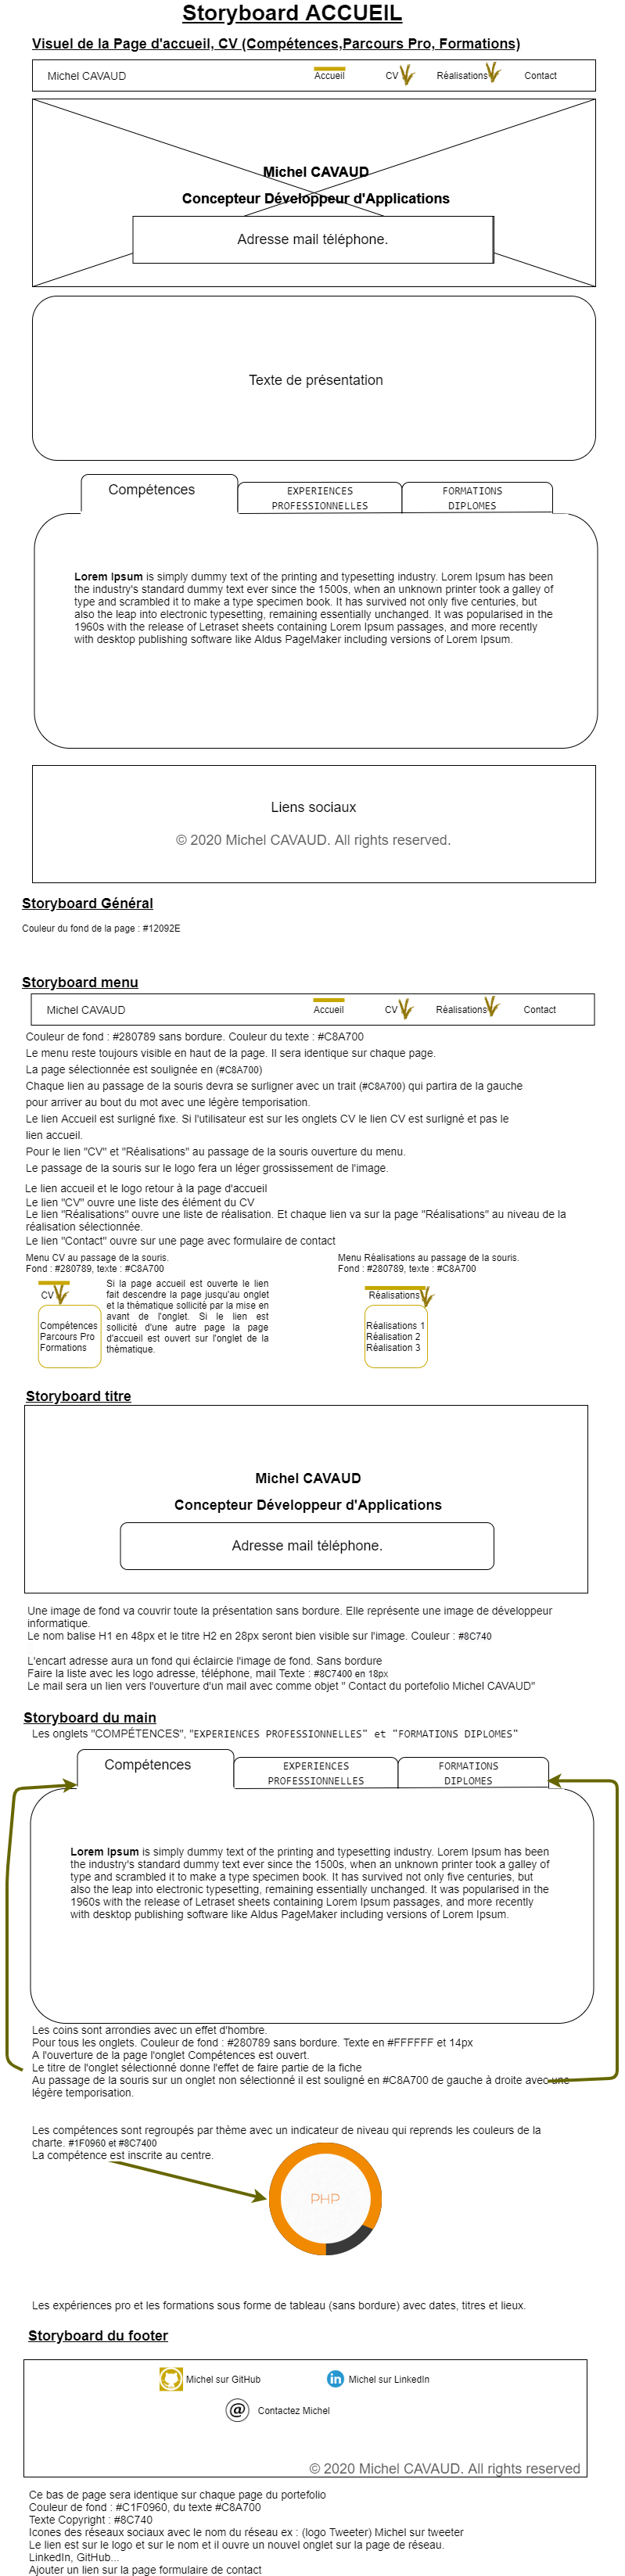 Storyboard ACCUEIL
Visuel de la Page d'accueil, CV (Compétences,Parcours Pro, Formations)
Michel CAVAUD Accueil CV Réalisations Contact
Michel CAVAUD
Concepteur Développeur d'Applications
Adresse mail téléphone.
Texte de présentation
Compétences
EXPERIENCES
PROFESSIONNELLES
FORMATIONS
DIPLOMES
Lorem Ipsum is simply dummy text of the printing and typesetting industry. Lorem Ipsum has been
the industry's standard dummy text ever since the 1500s, when an unknown printer took a galley of
type and scrambled it to make a type specimen book. It has survived not only five centuries, but
also the leap into electronic typesetting, remaining essentially unchanged. It was popularised in the
1960s with the release of Letraset sheets containing Lorem Ipsum passages, and more recently
with desktop publishing software like Aldus PageMaker including versions of Lorem Ipsum.
Liens sociaux
© 2020 Michel CAVAUD. All rights reserved.
Storyboard Général
Couleur du fond de la page : #12092E
Storyboard menu
Michel CAVAUD Accueil CV Réalisations Contact
Couleur de fond : #280789 sans bordure. Couleur du texte : #C8A700
Le menu reste toujours visible en haut de la page. Il sera identique sur chaque page.
La page sélectionnée est soulignée en (#C8A700)
Chaque lien au passage de la souris devra se surligner avec un trait (#C8A700) qui partira de la gauche
pour arriver au bout du mot avec une légère temporisation.
Le lien Accueil est surligné fixe. Si l'utilisateur est sur les onglets CV le lien CV est surligné et pas le
lien accueil.
Pour le lien "CV" et "Réalisations" au passage de la souris ouverture du menu.
Le passage de la souris sur le logo fera un léger grossissement de l'image.
Le lien accueil et le logo retour à la page d'accueil
Le lien "CV" ouvre une liste des élément du CV
Le lien "Réalisations" ouvre une liste de réalisation. Et chaque lien va sur la page "Réalisations" au niveau de la
réalisation sélectionnée.
Le lien "Contact" ouvre sur une page avec formulaire de contact
Menu CV au passage de la souris.
Fond : #280789, texte : #C8A700
CV
Compétences
Parcours Pro
Formations
Si la page accueil est ouverte le lien
fait descendre la page jusqu'au onglet
et la thématique sollicité par la mise en
avant de l'onglet. Si le lien est
sollicité d'une autre page la page
d'accueil est ouvert sur l'onglet de la
thématique.
Menu Réalisations au passage de la souris.
Fond : #280789, texte : #C8A700
Réalisations
Réalisations 1
Réalisation 2
Réalisation 3
Storyboard titre
Michel CAVAUD
Concepteur Développeur d'Applications
Adresse mail téléphone.
Une image de fond va couvrir toute la présentation sans bordure. Elle représente une image de développeur
informatique.
Le nom balise H1 en 48px et le titre H2 en 28px seront bien visible sur l'image. Couleur : #8C740
L'encart adresse aura un fond qui éclaircie l'image de fond. Sans bordure
Faire la liste avec les logo adresse, téléphone, mail Texte : #8C7400 en 18px
Le mail sera un lien vers l'ouverture d'un mail avec comme objet " Contact du portefolio Michel CAVAUD"
Storyboard du main
Les onglets "COMPÉTENCES", "EXPERIENCES PROFESSIONNELLES" et "FORMATIONS DIPLOMES"
Compétences
EXPERIENCES
PROFESSIONNELLES
FORMATIONS
DIPLOMES
Lorem Ipsum is simply dummy text of the printing and typesetting industry. Lorem Ipsum has been
the industry's standard dummy text ever since the 1500s, when an unknown printer took a galley of
type and scrambled it to make a type specimen book. It has survived not only five centuries, but
also the leap into electronic typesetting, remaining essentially unchanged. It was popularised in the
1960s with the release of Letraset sheets containing Lorem Ipsum passages, and more recently
with desktop publishing software like Aldus PageMaker including versions of Lorem Ipsum.
Les coins sont arrondies avec un effet d'hombre.
Pour tous les onglets. Couleur de fond : #280789 sans bordure. Texte en #FFFFFF et 14px
A l'ouverture de la page l'onglet Compétences est ouvert.
Le titre de l'onglet sélectionné donne l'effet de faire partie de la fiche
Au passage de la souris sur un onglet non sélectionné il est souligné en #C8A700 de gauche à droite avec une
légère temporisation.
Les compétences sont regroupés par thème avec un indicateur de niveau qui reprends les couleurs de la
charte. #1F0960 et #8C7400
La compétence est inscrite au centre.
PHP
Les expériences pro et les formations sous forme de tableau (sans bordure) avec dates, titres et lieux.
Storyboard du footer
Michel sur GitHub in Michel sur LinkedIn
@ Contactez Michel
© 2020 Michel CAVAUD. All rights reserved
Ce bas de page sera identique sur chaque page du portefolio
Couleur de fond : #C1F0960, du texte #C8A700
Texte Copyright : #8C740
Icones des réseaux sociaux avec le nom du réseau ex : (logo Tweeter) Michel sur tweeter
Le lien est sur le logo et sur le nom et il ouvre un nouvel onglet sur la page de réseau.
LinkedIn, GitHub...
Ajouter un lien sur la page formulaire de contact